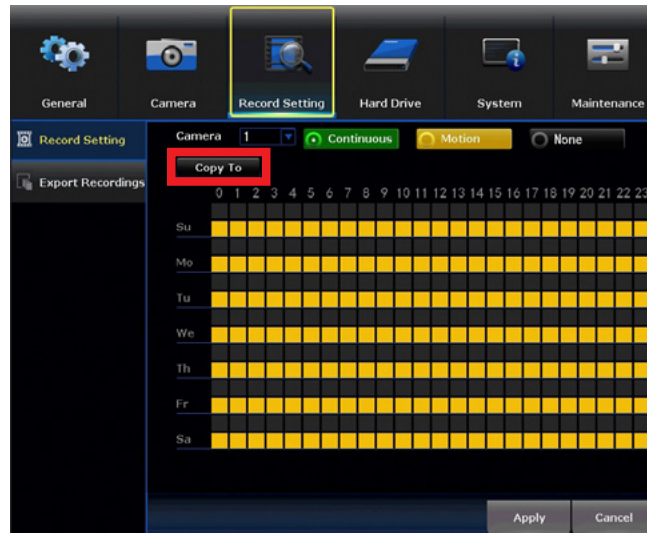 General Camera Record Setting Hard Drive System Maintenance
Record Setting Camera 1 Continuous Motion None
Copy To
Export Recordings
0 1 2 3 4 5 6 7 8 9 10 11 12 13 14 15 16 17 18 19 20 21 22 23
Su
Mo
Tu
We
Th
Fr
Sa
Apply Cancel